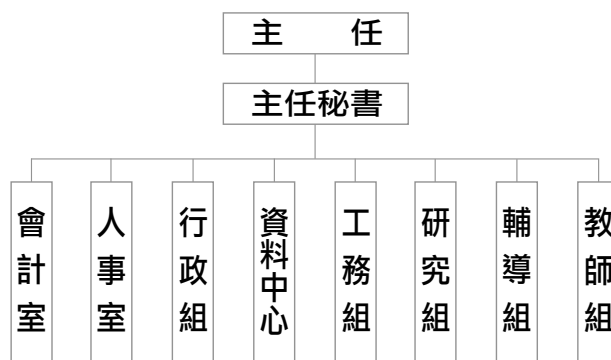 主 任
主任秘書
會計室
人事室
行政組
資料中心
工務組
研究組
輔導組
教師組